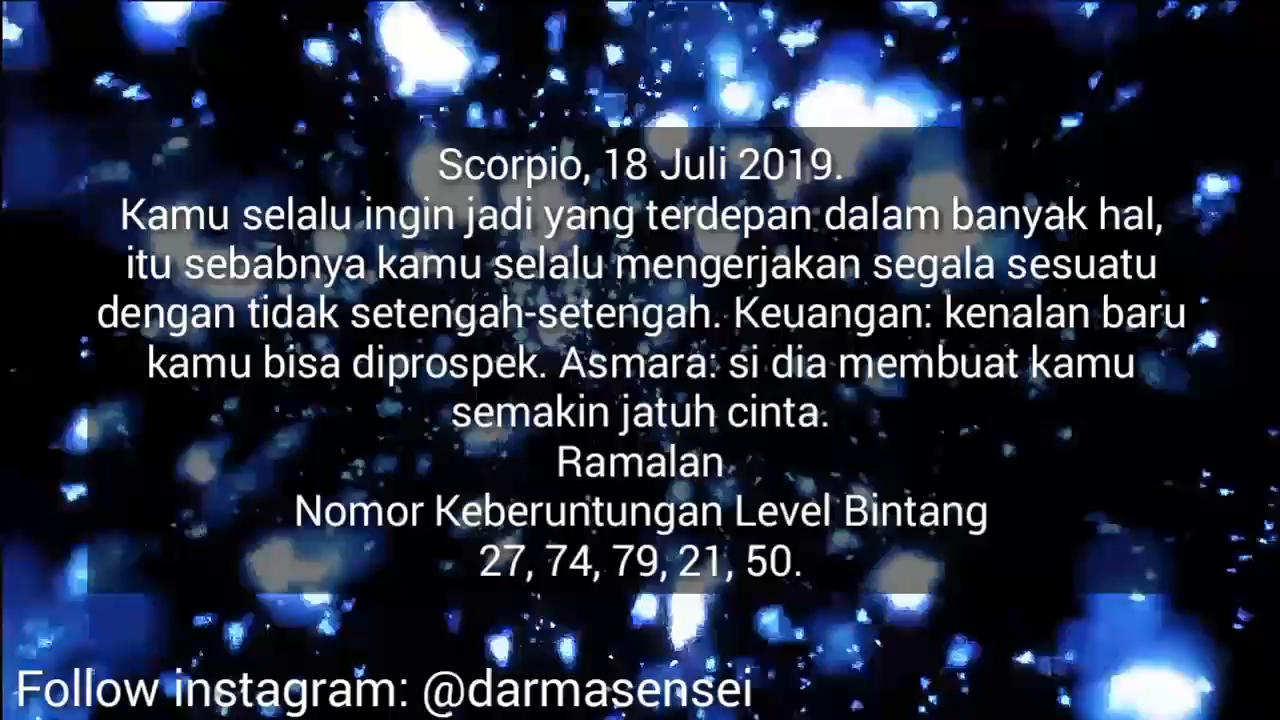 Scorpio, 18 Juli 2019.
Kamu selalu ingin jadi yang terdepan dalam banyak hal,
itu sebabnya kamu selalu mengerjakan segala sesuatu
dengan tidak setengah-setengah. Keuangan: kenalan baru
kamu bisa diprospek. Asmara: si dia membuat kamu
semakin jatuh cinta.
Ramalan
Nomor Keberuntungan Level Bintang
27, 74, 79, 21, 50.
Follow instagram: @darmasensei